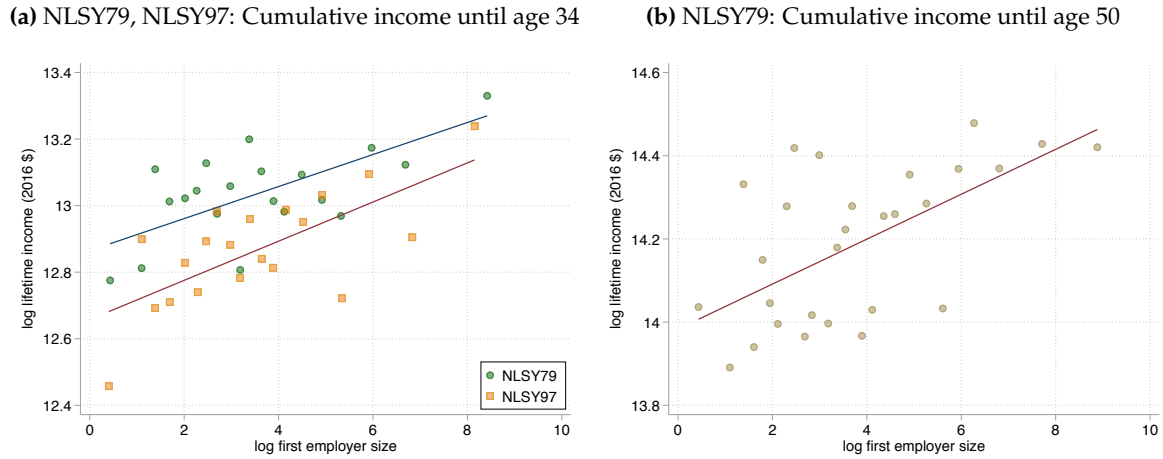 (a) NLSY79, NLSY97: Cumulative income until age 34
13.4
13.2
13
12.8
12.6
12.4
log lifetime income (2016 $)
0 2 4 6 8 10
log first employer size
NLSY79
NLSY97
(b) NLSY79: Cumulative income until age 50
14.6
14.4
14.2
14
13.8
log lifetime income (2016 $)
0 2 4 6 8 10
log first employer size